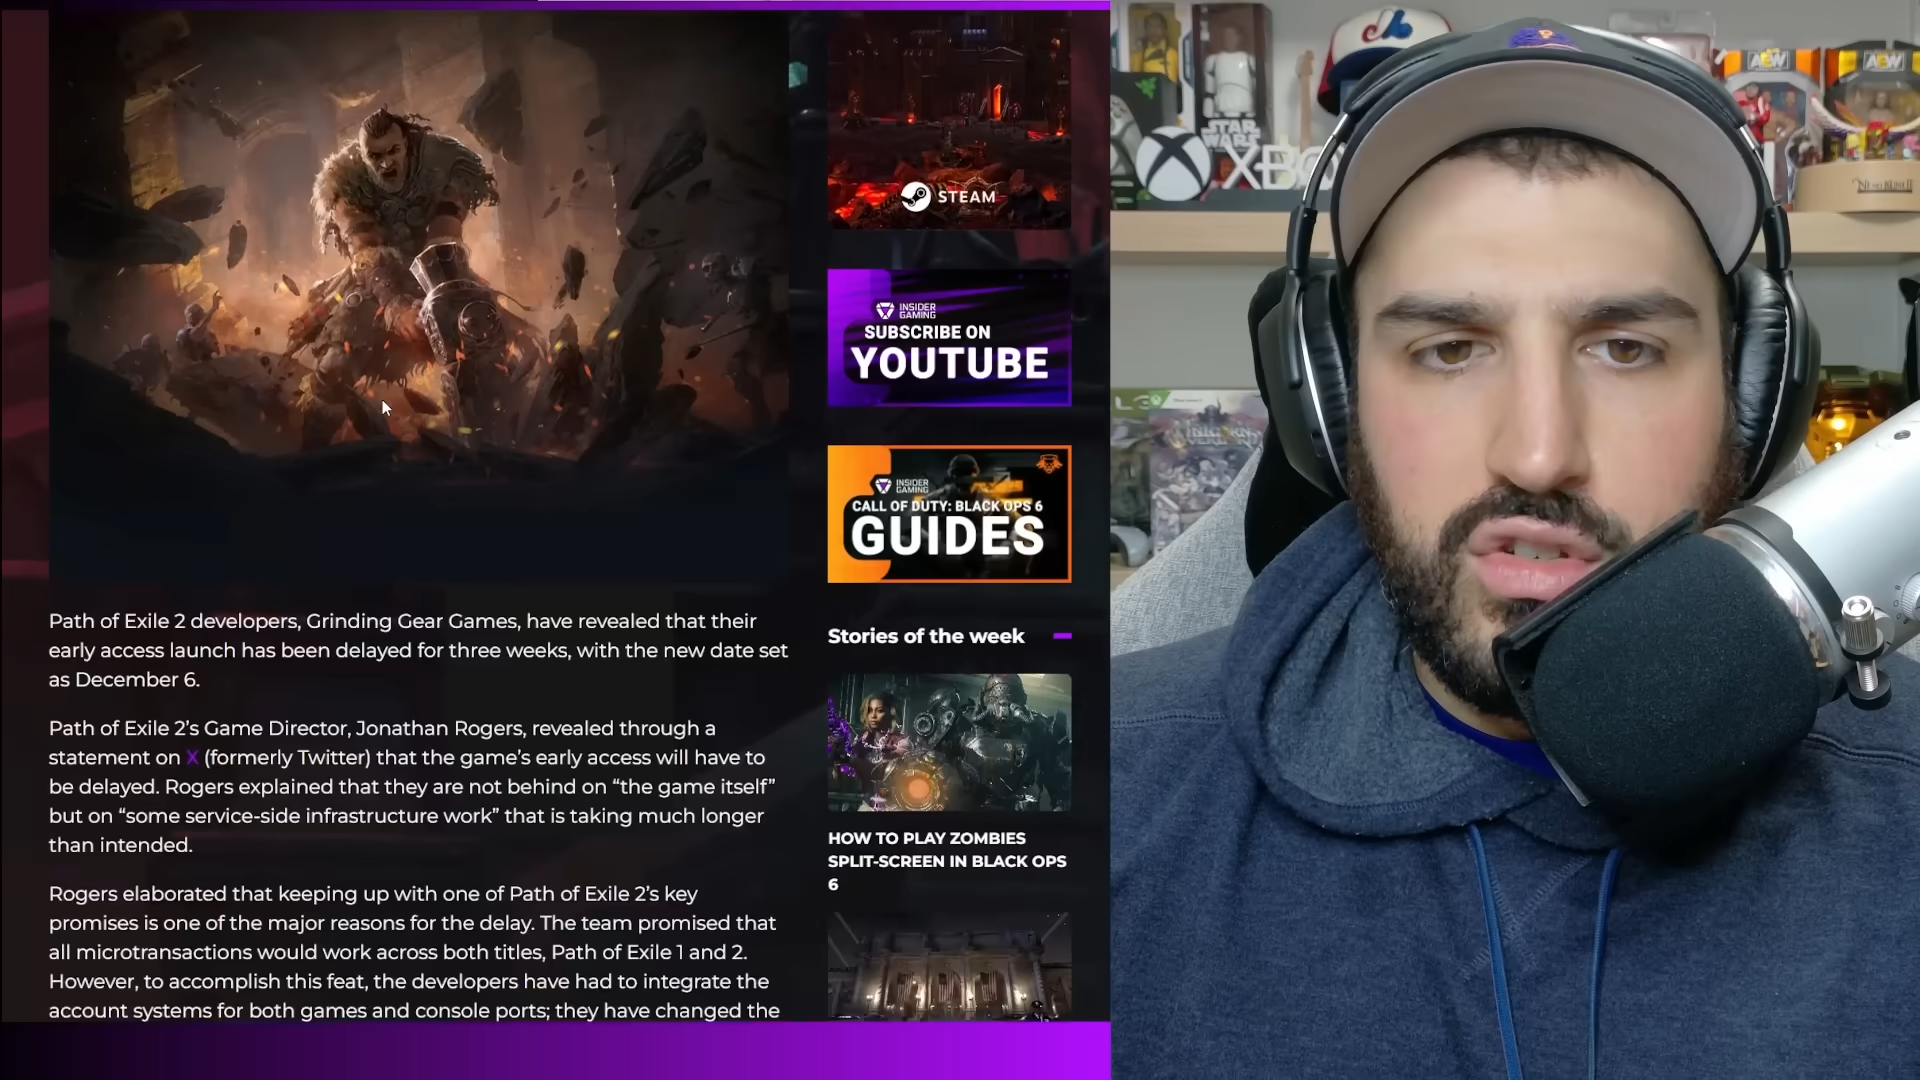 STEAM
INSIDER
GAMING
SUBSCRIBE ON
YOUTUBE
INSIDER
GAMING
CALL OF DUTY: BLACK OPS 6
GUIDES
Path of Exile 2 developers, Grinding Gear Games, have revealed that their
early access launch has been delayed for three weeks, with the new date set
as December 6.
Path of Exile 2’s Game Director, Jonathan Rogers, revealed through a
statement on X (formerly Twitter) that the game’s early access will have to
be delayed. Rogers explained that they are not behind on “the game itself”
but on “some service-side infrastructure work” that is taking much longer
than intended.
Rogers elaborated that keeping up with one of Path of Exile 2’s key
promises is one of the major reasons for the delay. The team promised that
all microtransactions would work across both titles, Path of Exile 1 and 2.
However, to accomplish this feat, the developers have had to integrate the
account systems for both games and console ports; they have changed the
Stories of the week
HOW TO PLAY ZOMBIES
SPLIT-SCREEN IN BLACK OPS
6
STAR
WARS
XBO
AEW
AEW